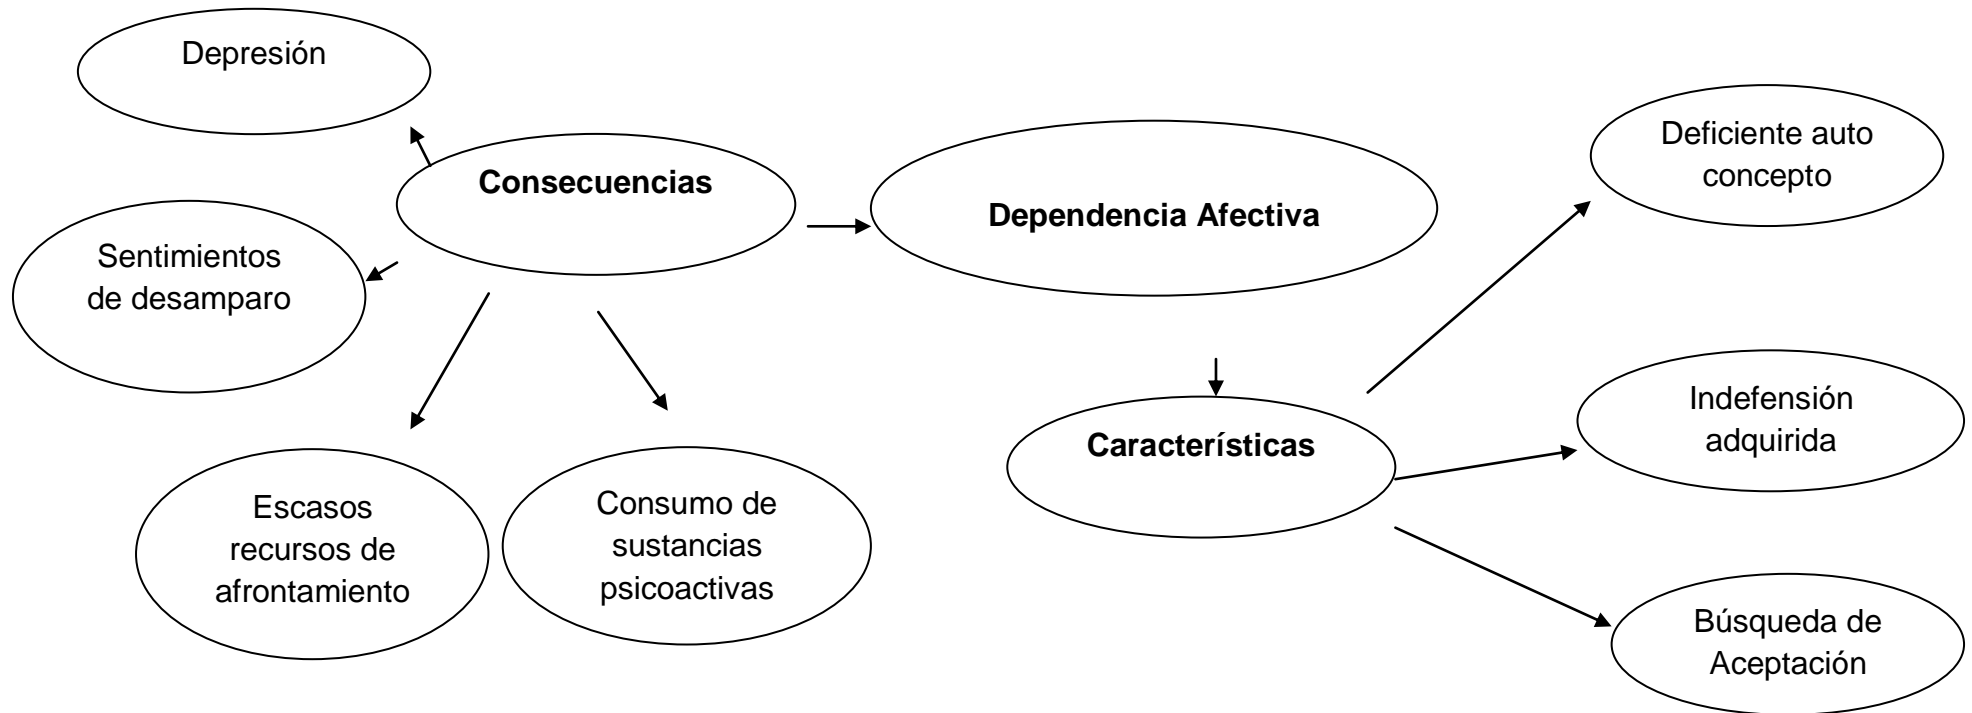 Depresión
Consecuencias
Dependencia Afectiva
Deficiente auto
concepto
Sentimientos
de desamparo
Características
Indefensión
adquirida
Escasos
recursos de
afrontamiento
Consumo de
sustancias
psicoactivas
Búsqueda de
Aceptación